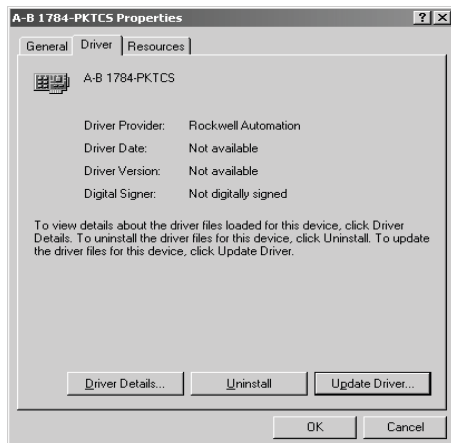 A-B 1784-PKTCS Properties
General Driver Resources
A-B 1784-PKTCS
Driver Provider: Rockwell Automation
Driver Date: Not available
Driver Version: Not available
Digital Signer: Not digitally signed
To view details about the driver files loaded for this device, click Driver
Details. To uninstall the driver files for this device, click Uninstall. To update
the driver files for this device, click Update Driver.
Driver Details... Uninstall Update Driver...
OK Cancel